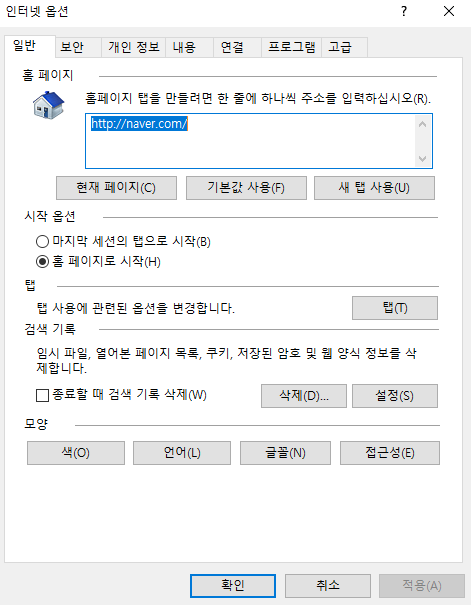 인터넷 옵션
일반 보안 개인 정보 내용 연결 프로그램 고급
홈 페이지
홈페이지 탭을 만들려면 한 줄에 하나씩 주소를 입력하십시오(R).
http://naver.com/
현재 페이지(C) 기본값 사용(F) 새 탭 사용(U)
시작 옵션
마지막 세션의 탭으로 시작(B)
홈 페이지로 시작(H)
탭
탭 사용에 관련된 옵션을 변경합니다. 탭(T)
검색 기록
임시 파일, 열어본 페이지 목록, 쿠키, 저장된 암호 및 웹 양식 정보를 삭
제합니다.
종료할 때 검색 기록 삭제(W) 삭제(D)... 설정(S)
모양
색(O) 언어(L) 글꼴(N) 접근성(E)
확인 취소 적용(A)